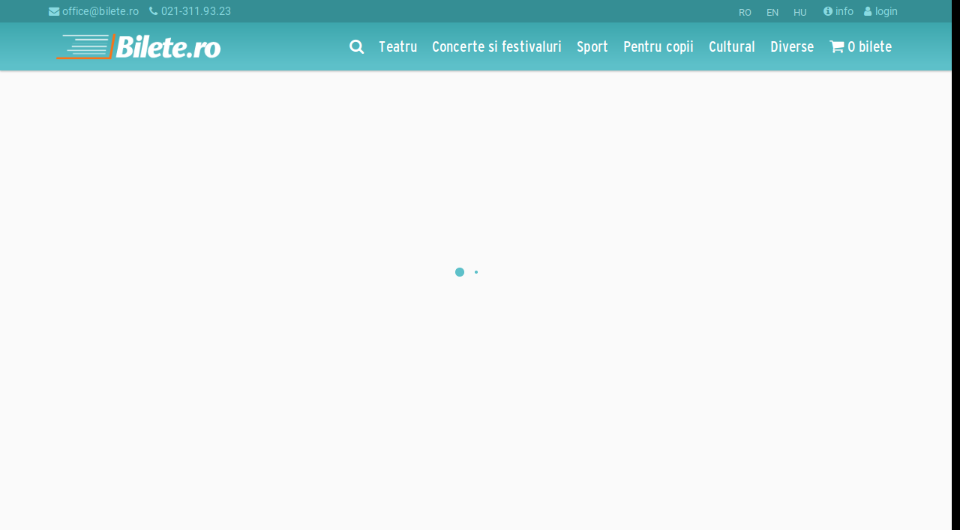 office@bilete.ro 021-311.93.23 RO EN HU info login
Bilete.ro Teatru Concerte si festivaluri Sport Pentru copii Cultural Diverse 0 bilete